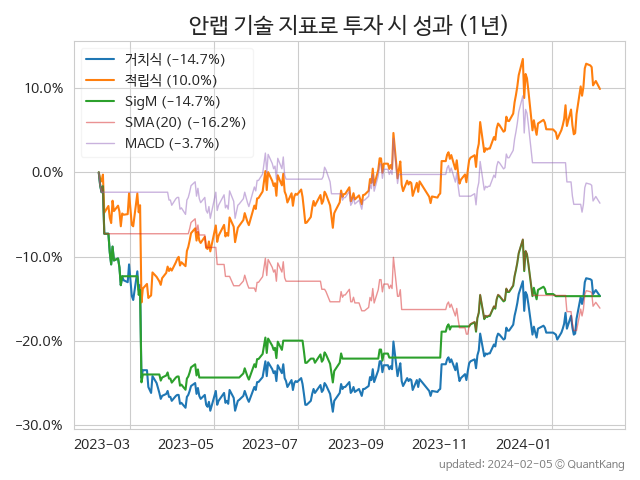 안랩 기술 지표로 투자 시 성과 (1년)
거치식 (−14.7%)
적립식 (10.0%)
SigM (−14.7%)
SMA(20) (−16.2%)
MACD (−3.7%)
10.0%
0.0%
−10.0%
−20.0%
−30.0%
2023-03 2023-05 2023-07 2023-09 2023-11 2024-01
updated: 2024-02-05 © QuantKang